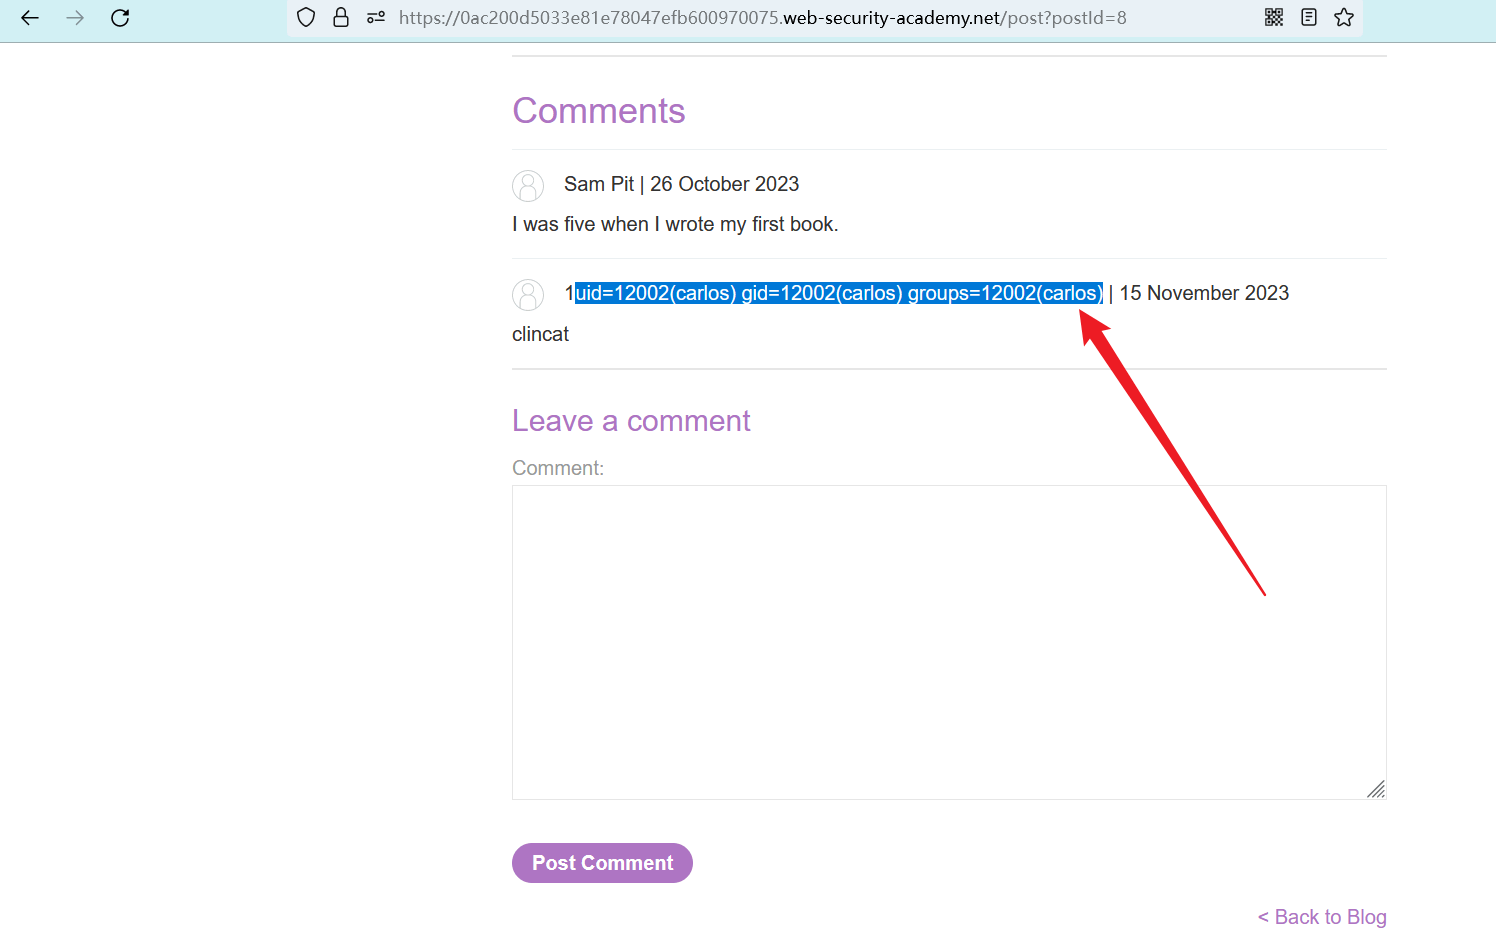 https://0ac200d5033e81e78047efb600970075.web-security-academy.net/post?postId=8
Comments
Sam Pit | 26 October 2023
I was five when I wrote my first book.
1uid=12002(carlos) gid=12002(carlos) groups=12002(carlos) | 15 November 2023
clincat
Leave a comment
Comment:
Post Comment
< Back to Blog